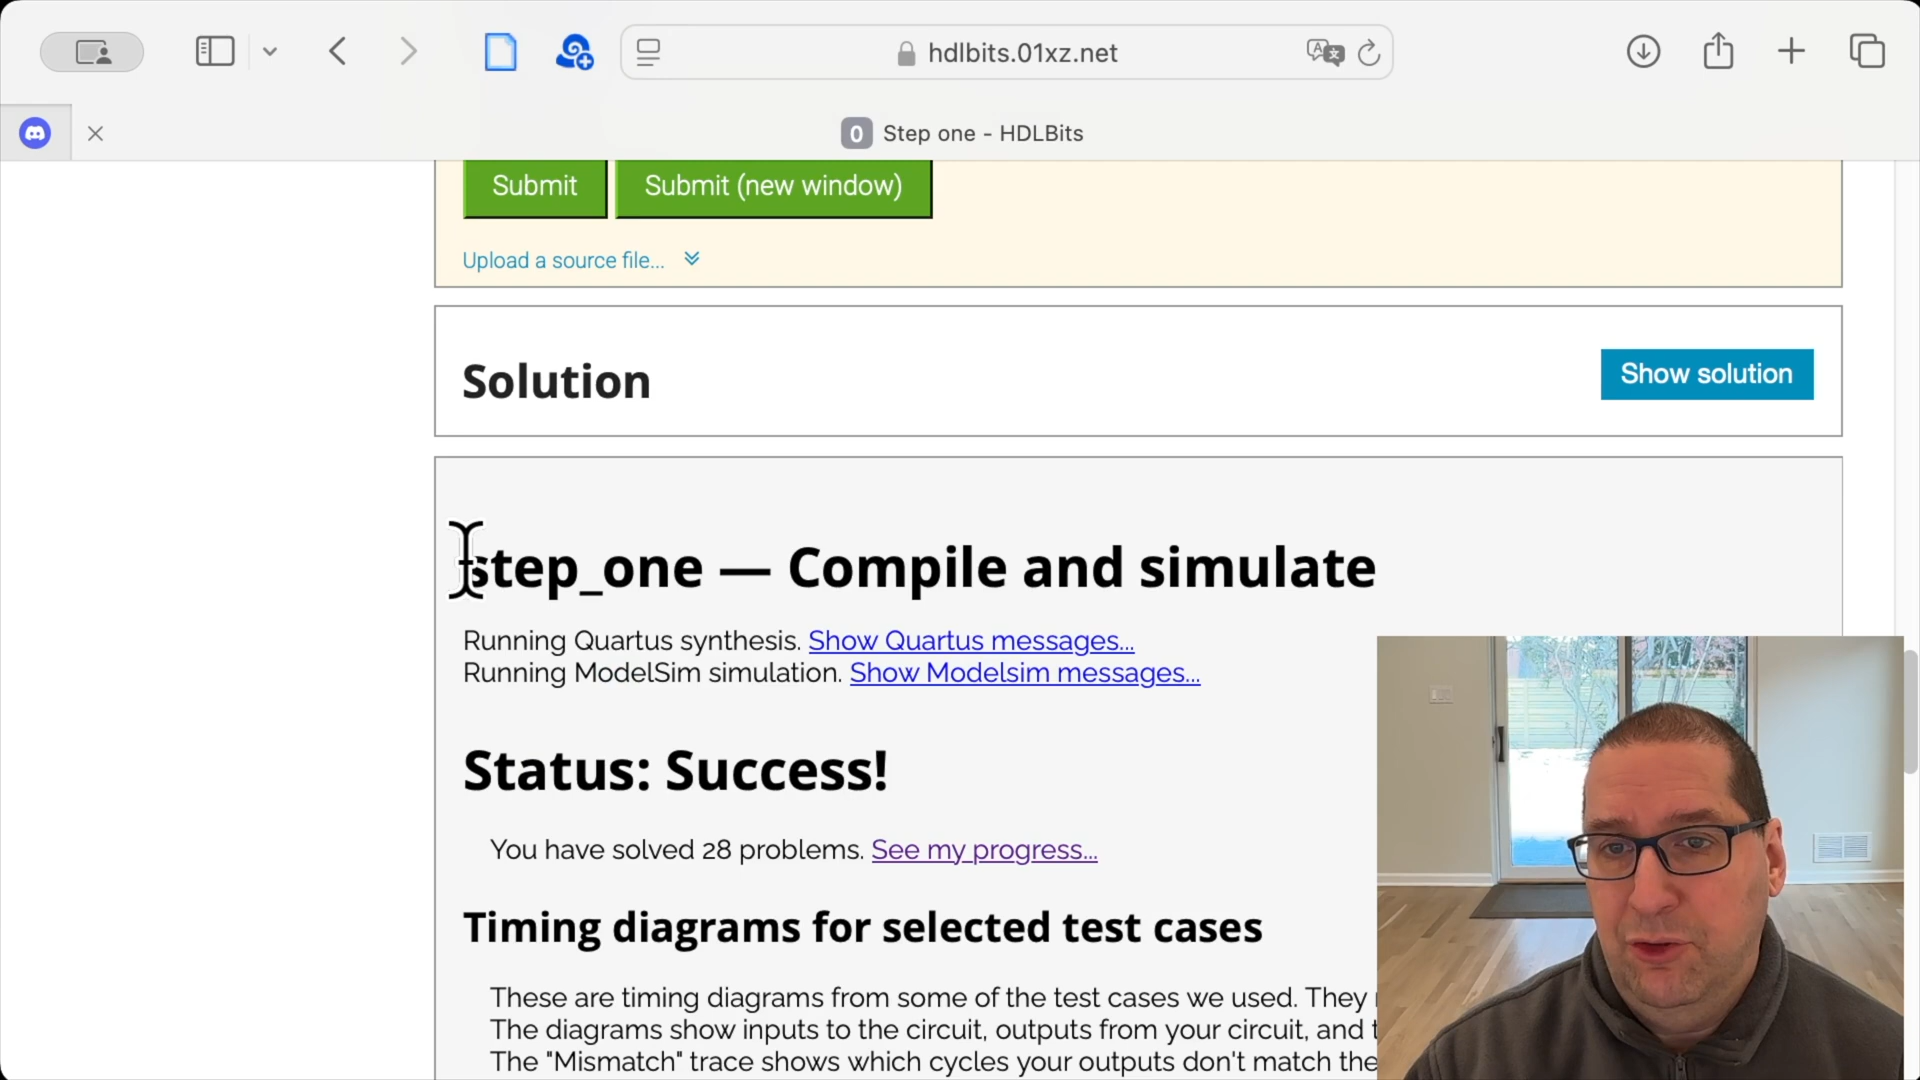 hdlbits.01xz.net
0 Step one - HDLBits
Submit
Submit (new window)
Upload a source file...
Solution
Show solution
step_one — Compile and simulate
Running Quartus synthesis. Show Quartus messages...
Running ModelSim simulation. Show Modelsim messages...
Status: Success!
You have solved 28 problems. See my progress...
Timing diagrams for selected test cases
These are timing diagrams from some of the test cases we used. They
The diagrams show inputs to the circuit, outputs from your circuit, and
The "Mismatch" trace shows which cycles your outputs don't match the